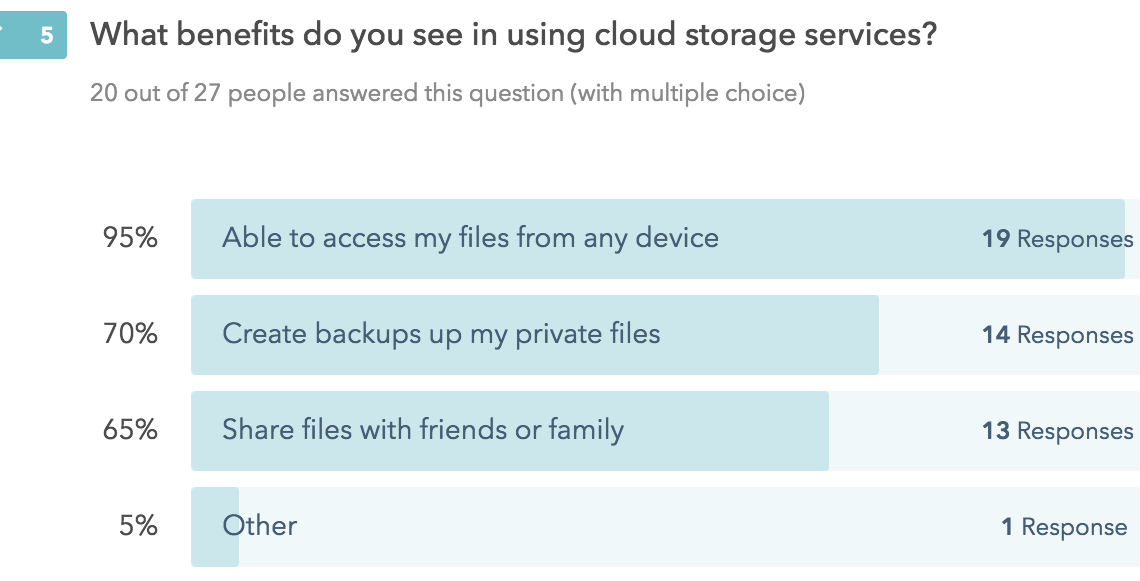 5 What benefits do you see in using cloud storage services?
20 out of 27 people answered this question (with multiple choice)
95% Able to access my files from any device 19 Responses
70% Create backups up my private files 14 Responses
65% Share files with friends or family 13 Responses
5% Other 1 Response